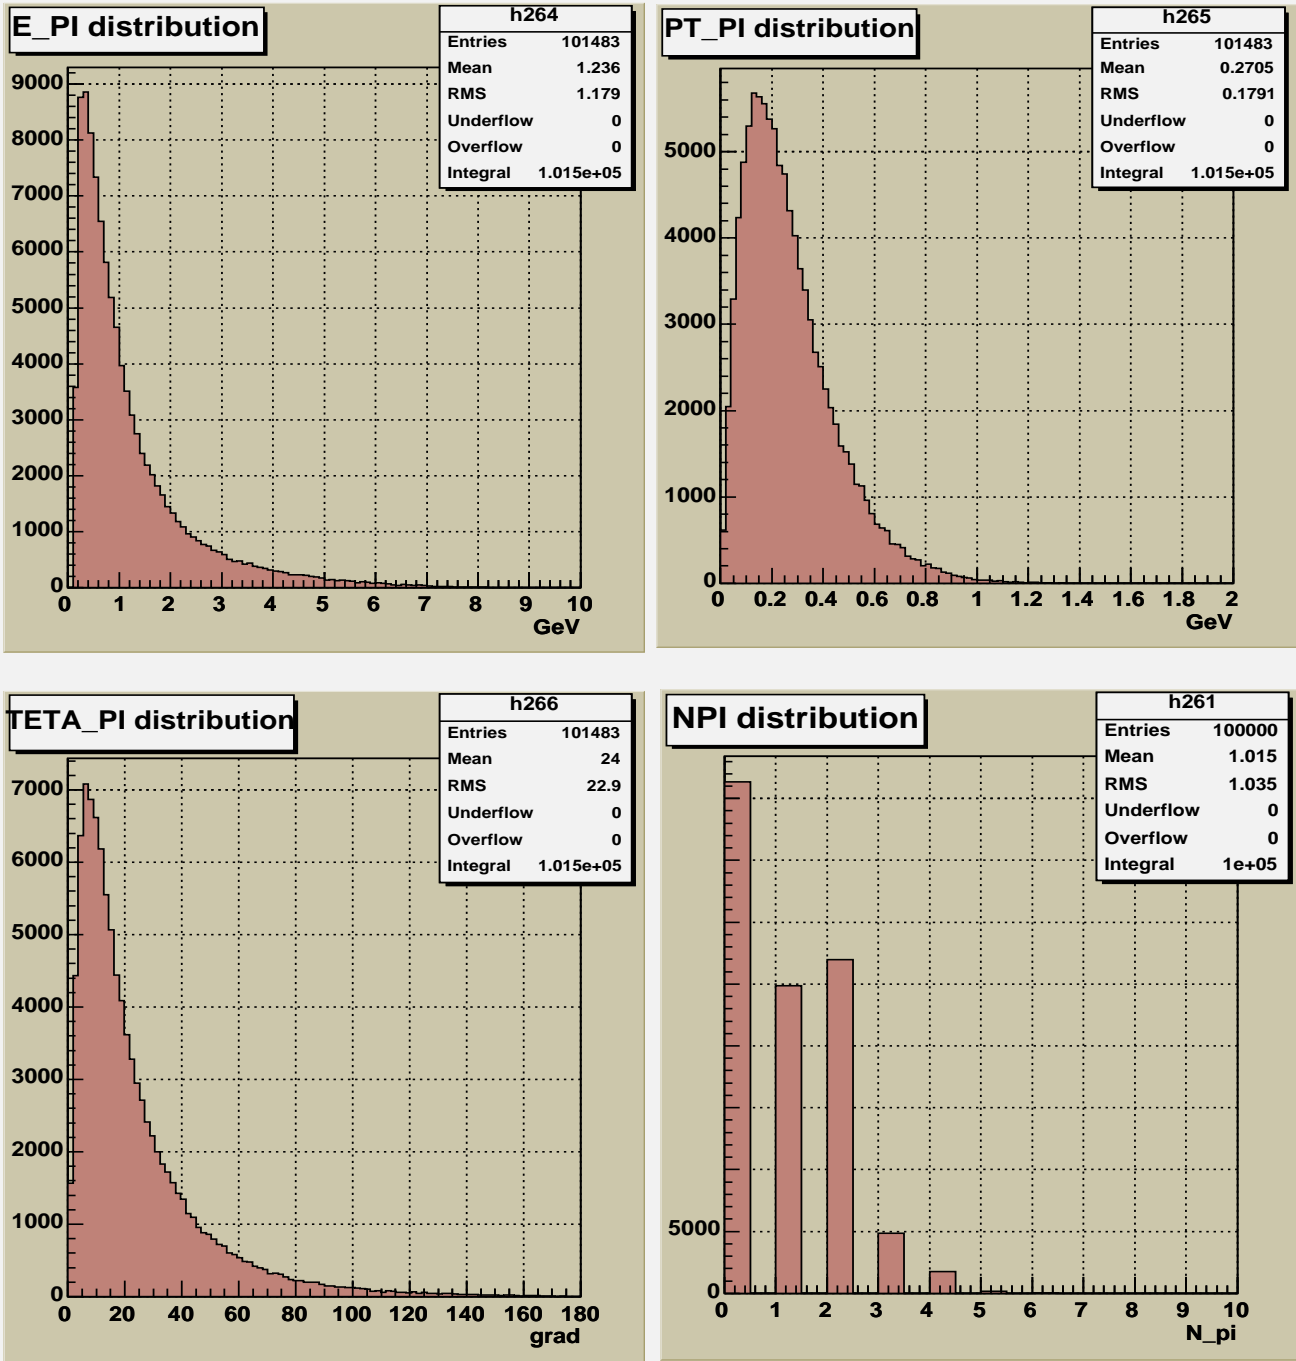 E_PI distribution
h264
Entries 101483
Mean 1.236
RMS 1.179
Underflow 0
Overflow 0
Integral 1.015e+05
9000
8000
7000
6000
5000
4000
3000
2000
1000
0
0 1 2 3 4 5 6 7 8 9 10
GeV
PT_PI distribution
h265
Entries 101483
Mean 0.2705
RMS 0.1791
Underflow 0
Overflow 0
Integral 1.015e+05
5000
4000
3000
2000
1000
0
0 0.2 0.4 0.6 0.8 1 1.2 1.4 1.6 1.8 2
GeV
TETA_PI distribution
h266
Entries 101483
Mean 24
RMS 22.9
Underflow 0
Overflow 0
Integral 1.015e+05
7000
6000
5000
4000
3000
2000
1000
0
0 20 40 60 80 100 120 140 160 180
grad
NPI distribution
h261
Entries 100000
Mean 1.015
RMS 1.035
Underflow 0
Overflow 0
Integral 1e+05
5000
0
0 1 2 3 4 5 6 7 8 9 10
N_pi